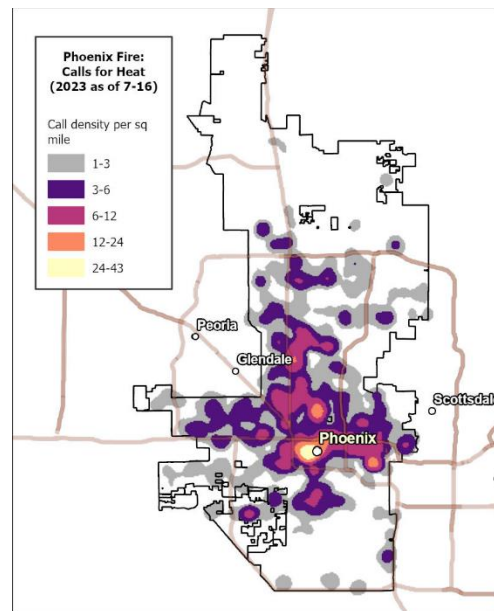 Phoenix Fire:
Calls for Heat
(2023 as of 7-16)
Call density per sq
mile
1-3
3-6
6-12
12-24
24-43
Peoria
Glendale
Scottsdale
Phoenix